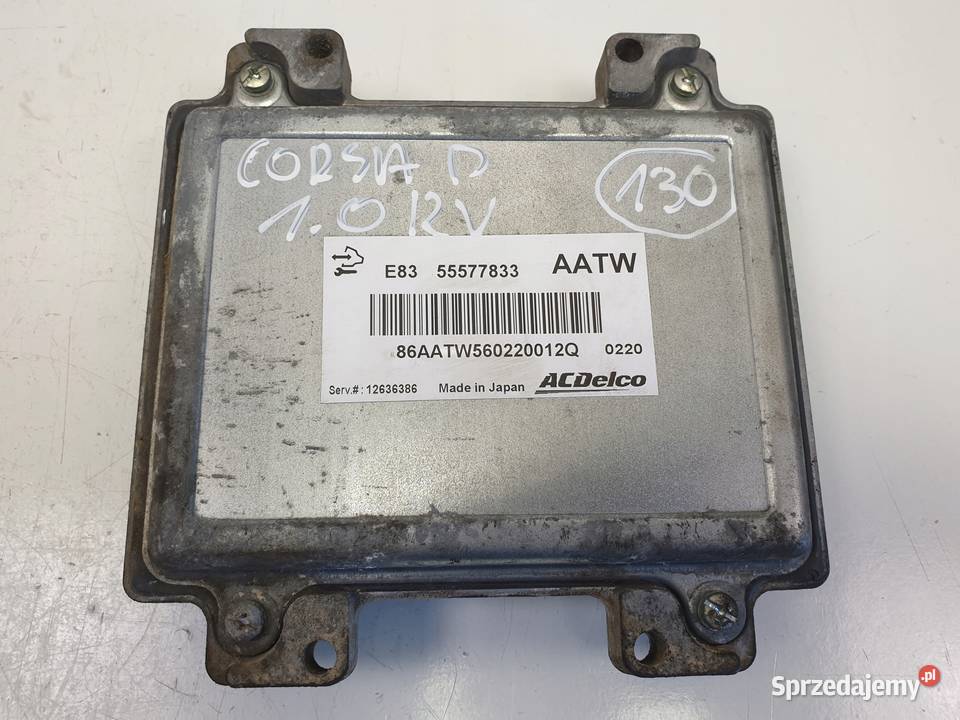 CORSA D
1.0 12V
130
E83 55577833 AATW
86AATW560220012Q 0220
Serv.# : 12636386 Made in Japan ACDelco
Sprzedajemy.pl